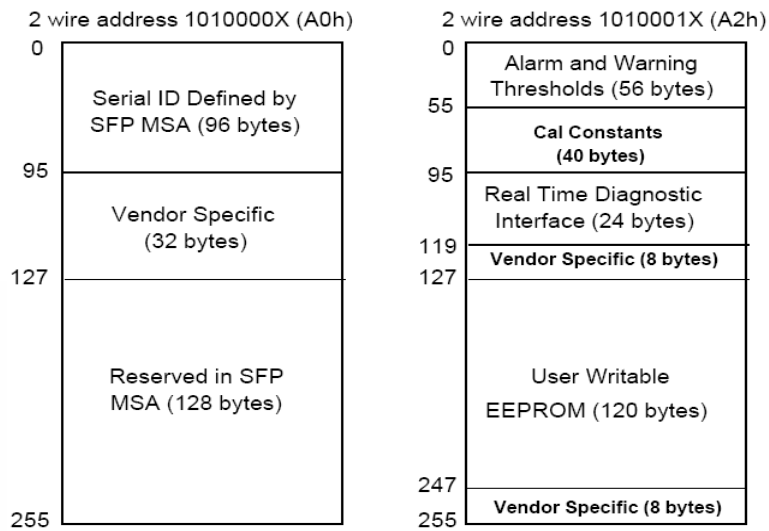 2 wire address 1010000X (A0h)
0
Serial ID Defined by
SFP MSA (96 bytes)
95
Vendor Specific
(32 bytes)
127
Reserved in SFP
MSA (128 bytes)
255
2 wire address 1010001X (A2h)
0
Alarm and Warning
Thresholds (56 bytes)
55
Cal Constants
(40 bytes)
95
Real Time Diagnostic
Interface (24 bytes)
119
Vendor Specific (8 bytes)
127
User Writable
EEPROM (120 bytes)
247
Vendor Specific (8 bytes)
255